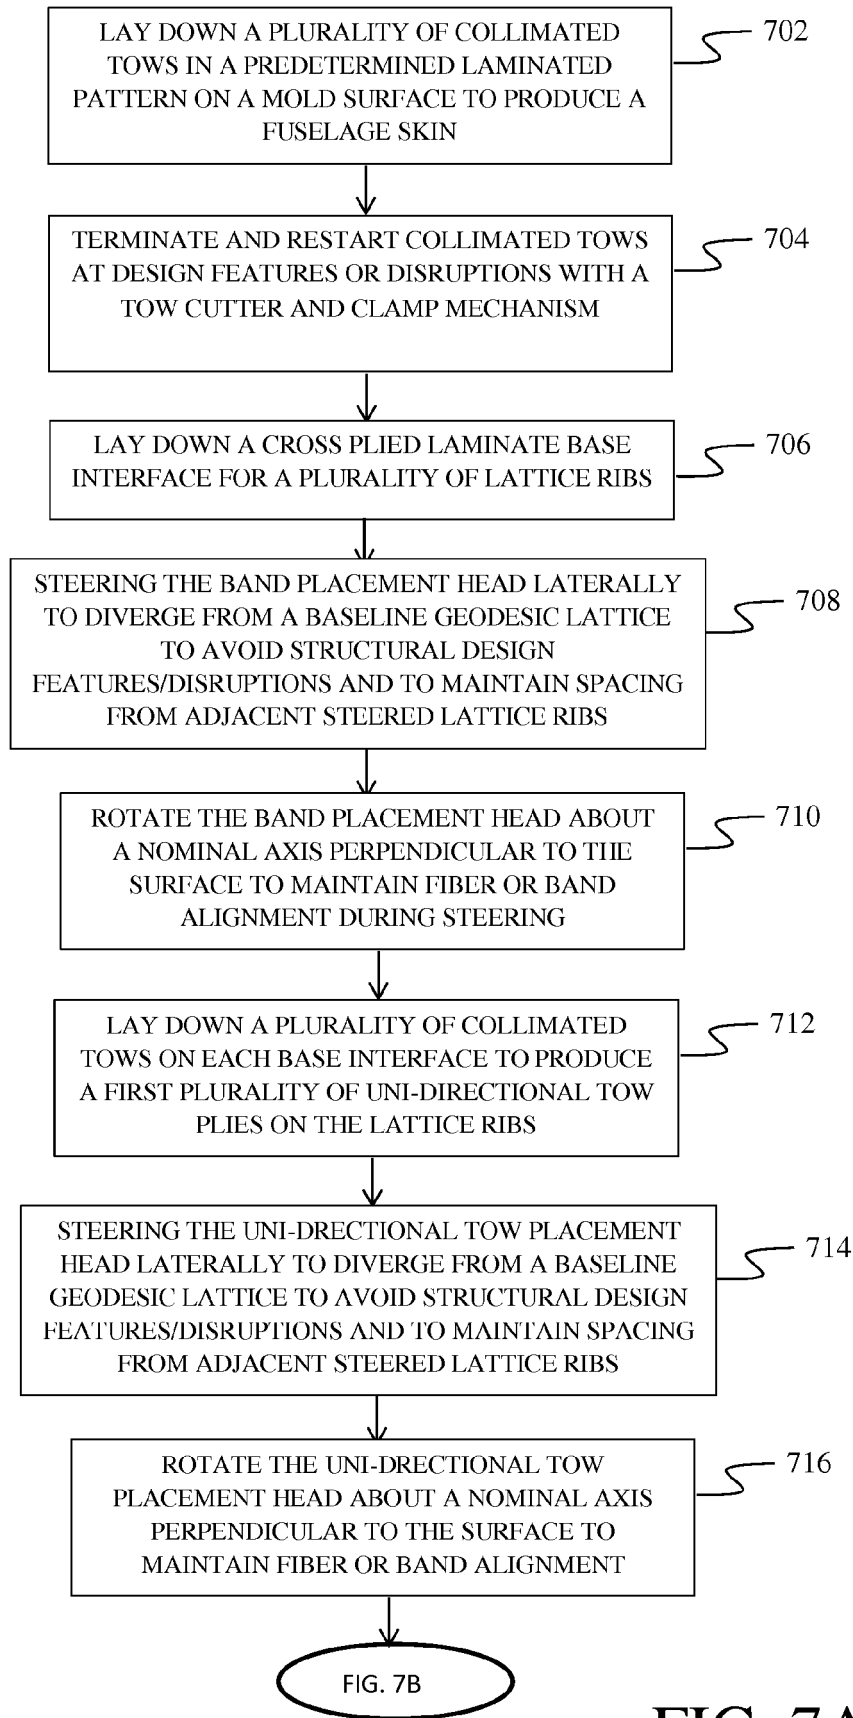 LAY DOWN A PLURALITY OF COLLIMATED
TOWS IN A PREDETERMINED LAMINATED
PATTERN ON A MOLD SURFACE TO PRODUCE A
FUSELAGE SKIN
702
TERMINATE AND RESTART COLLIMATED TOWS
AT DESIGN FEATURES OR DISRUPTIONS WITH A
TOW CUTTER AND CLAMP MECHANISM
704
LAY DOWN A CROSS PLIED LAMINATE BASE
INTERFACE FOR A PLURALITY OF LATTICE RIBS
706
STEERING THE BAND PLACEMENT HEAD LATERALLY
TO DIVERGE FROM A BASELINE GEODESIC LATTICE
TO AVOID STRUCTURAL DESIGN
FEATURES/DISRUPTIONS AND TO MAINTAIN SPACING
FROM ADJACENT STEERED LATTICE RIBS
708
ROTATE THE BAND PLACEMENT HEAD ABOUT
A NOMINAL AXIS PERPENDICULAR TO THE
SURFACE TO MAINTAIN FIBER OR BAND
ALIGNMENT DURING STEERING
710
LAY DOWN A PLURALITY OF COLLIMATED
TOWS ON EACH BASE INTERFACE TO PRODUCE
A FIRST PLURALITY OF UNI-DIRECTIONAL TOW
PLIES ON THE LATTICE RIBS
712
STEERING THE UNI-DRECTIONAL TOW PLACEMENT
HEAD LATERALLY TO DIVERGE FROM A BASELINE
GEODESIC LATTICE TO AVOID STRUCTURAL DESIGN
FEATURES/DISRUPTIONS AND TO MAINTAIN SPACING
FROM ADJACENT STEERED LATTICE RIBS
714
ROTATE THE UNI-DRECTIONAL TOW
PLACEMENT HEAD ABOUT A NOMINAL AXIS
PERPENDICULAR TO THE SURFACE TO
MAINTAIN FIBER OR BAND ALIGNMENT
716
FIG. 7B
FIG. 7A